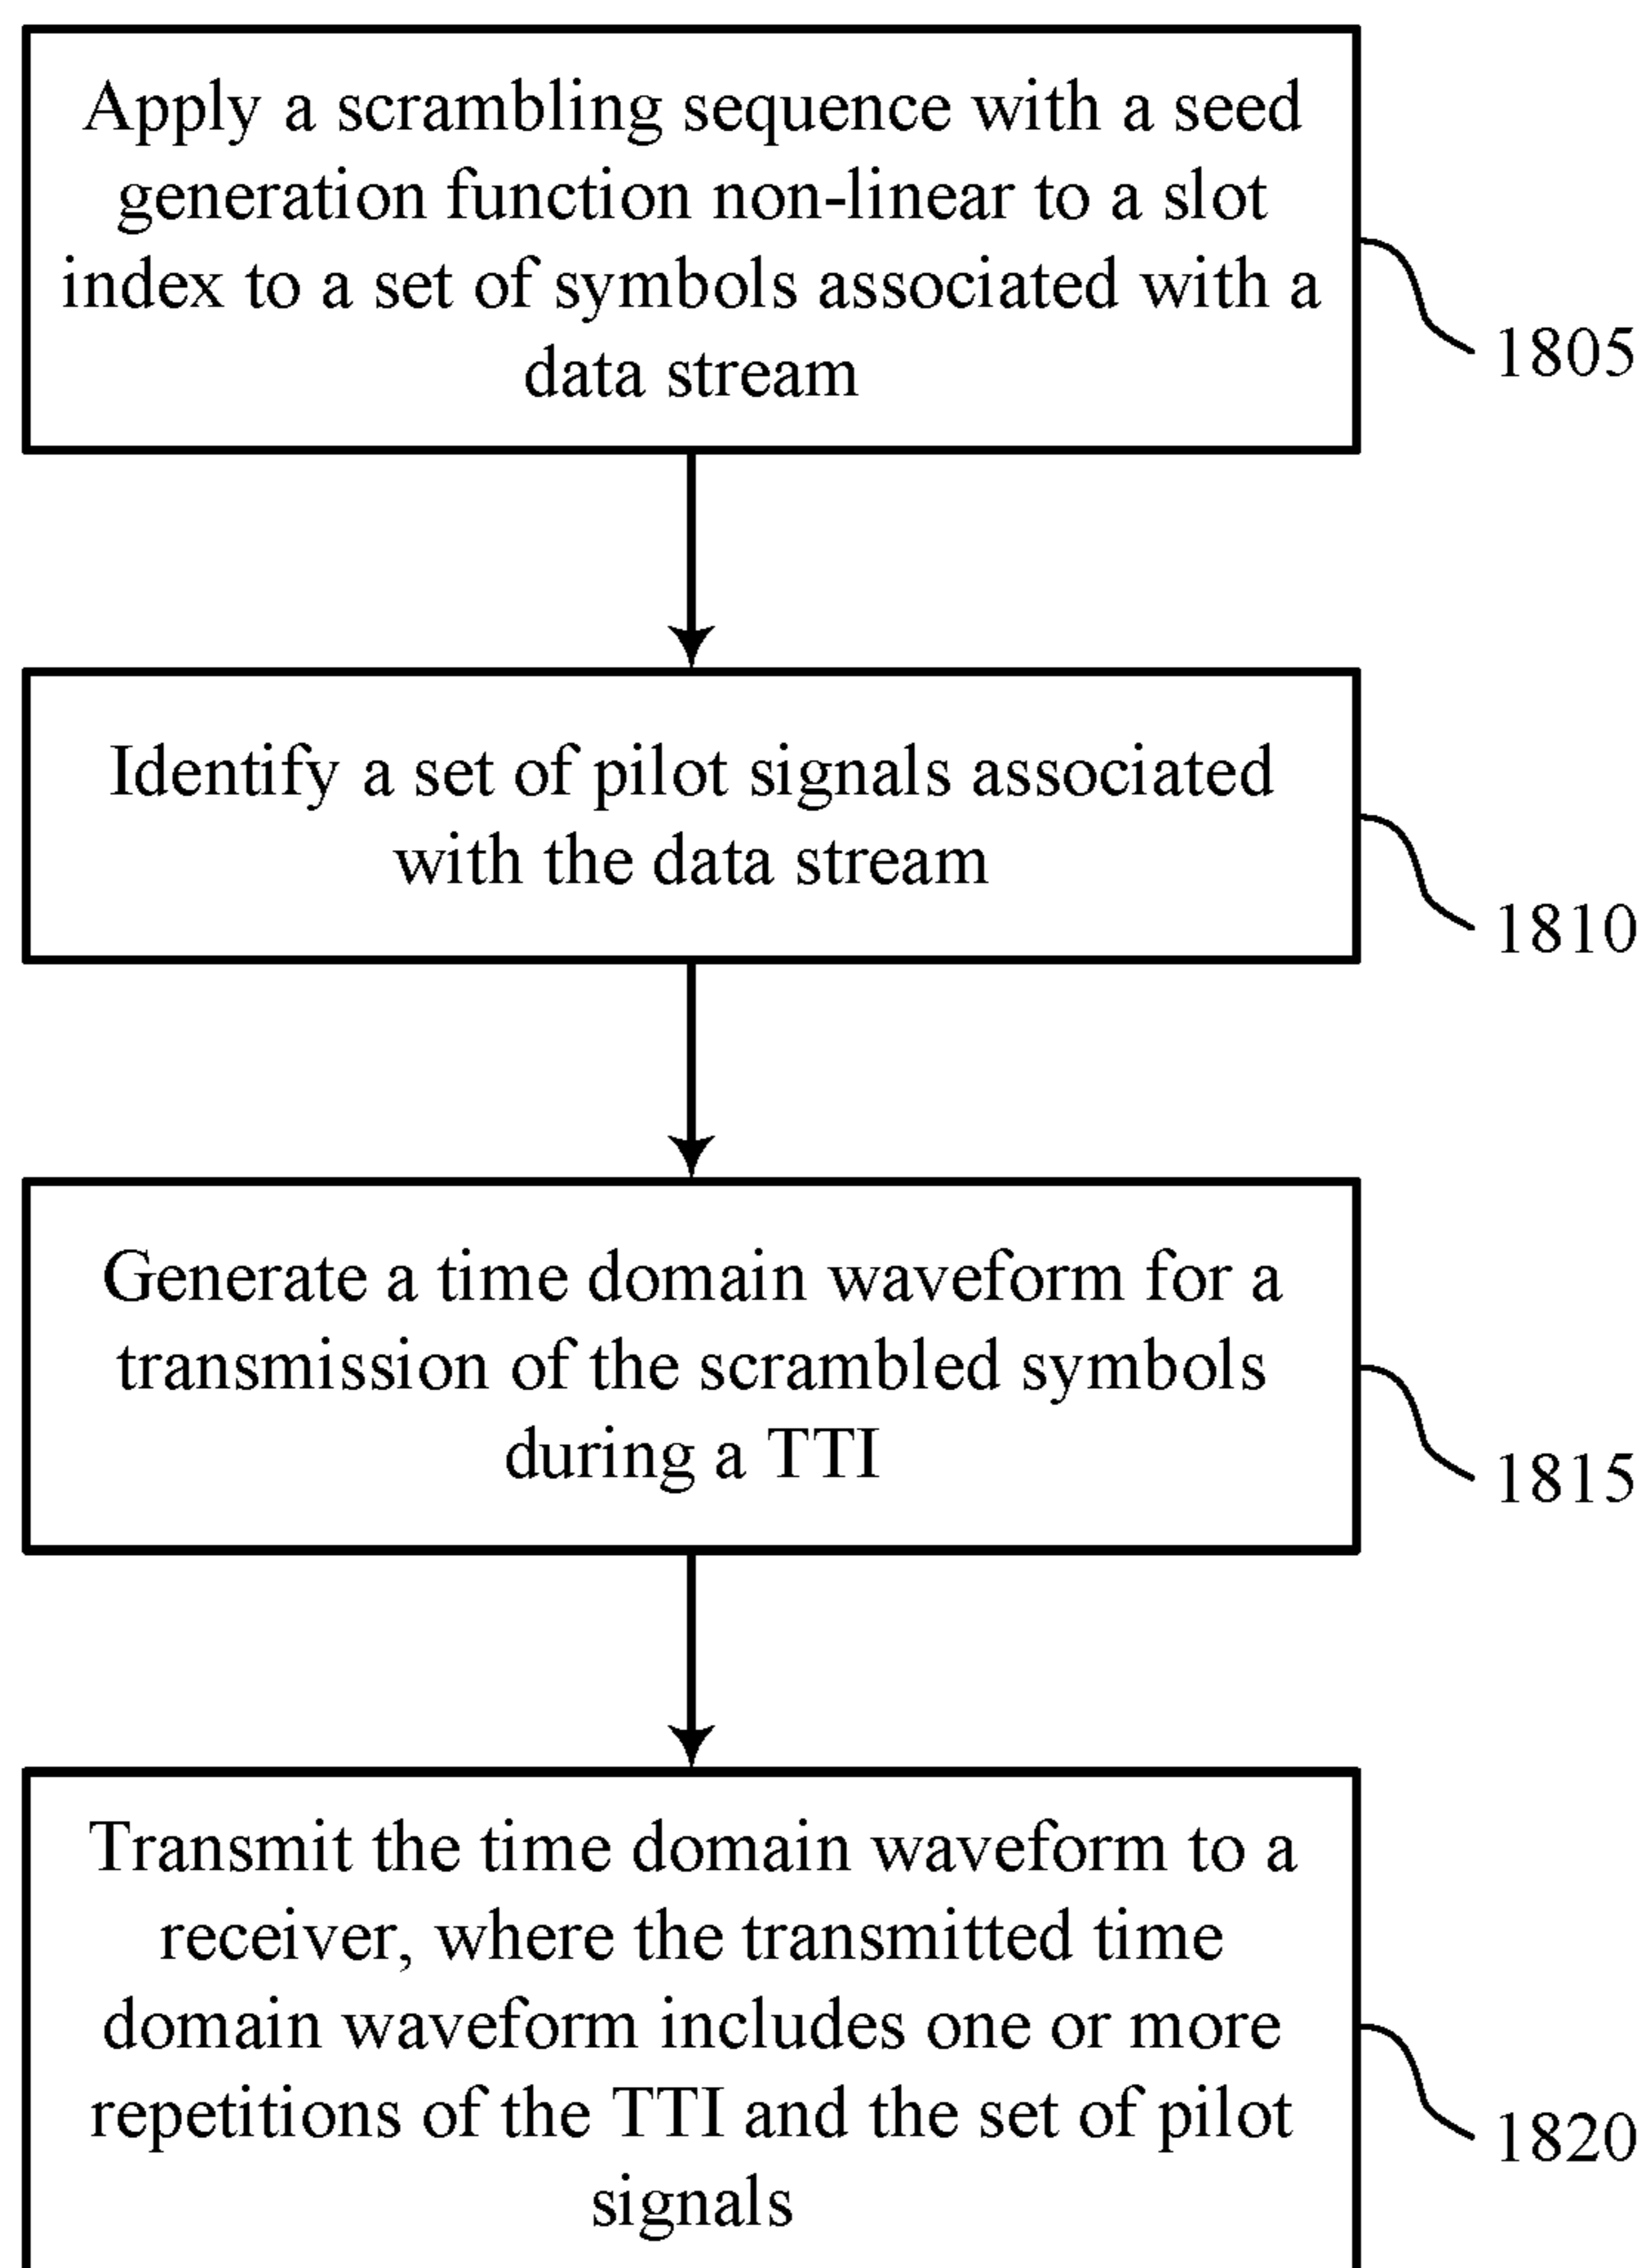 Apply a scrambling sequence with a seed
generation function non-linear to a slot
index to a set of symbols associated with a
data stream
1805
Identify a set of pilot signals associated
with the data stream
1810
Generate a time domain waveform for a
transmission of the scrambled symbols
during a TTI
1815
Transmit the time domain waveform to a
receiver, where the transmitted time
domain waveform includes one or more
repetitions of the TTI and the set of pilot
signals
1820